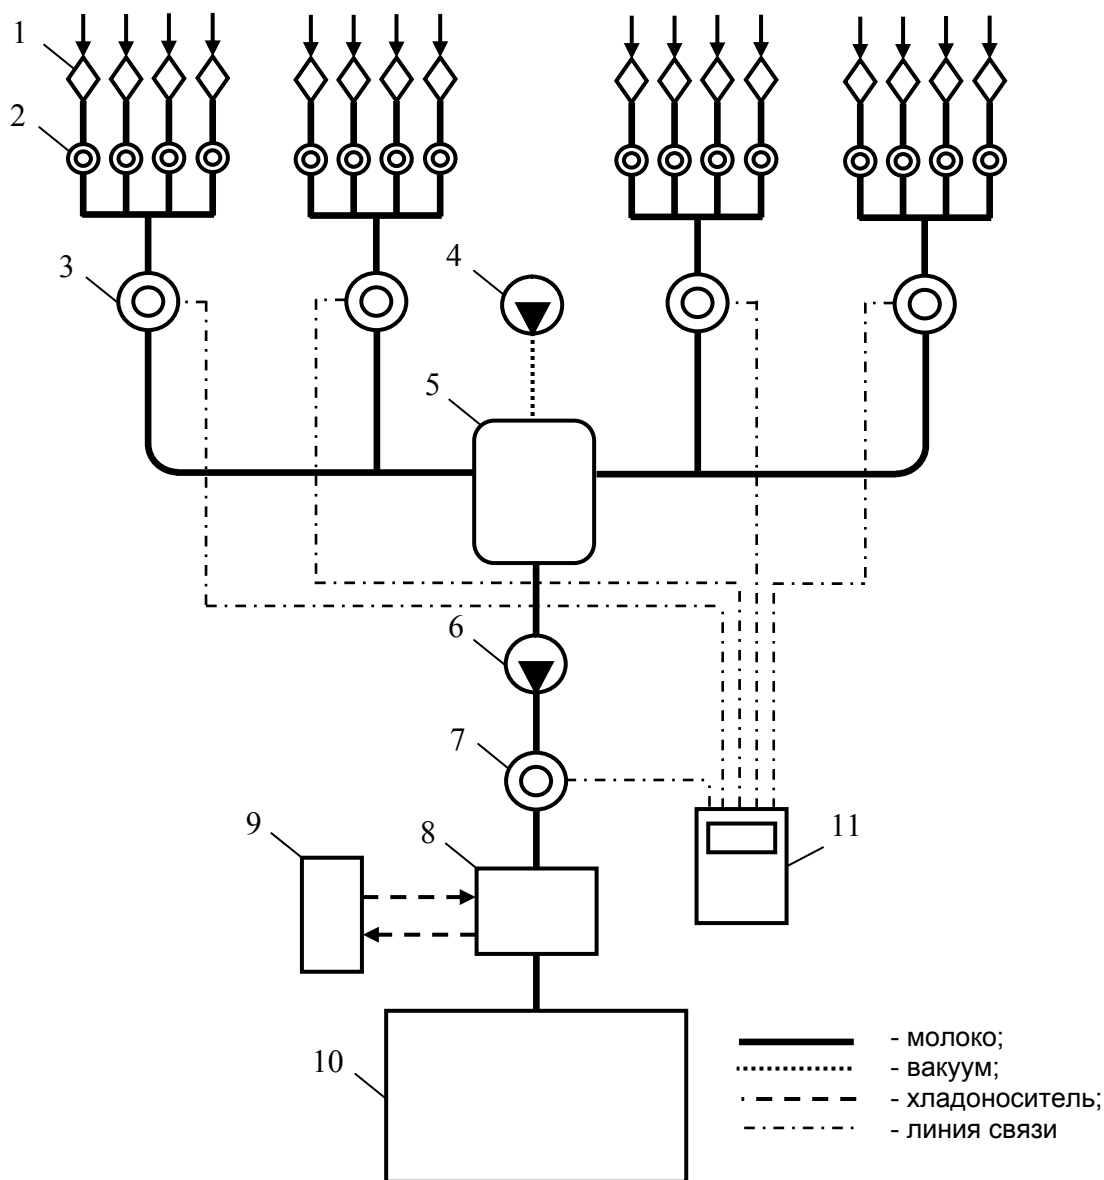 1
2
3
4
5
6
7
8
9
10
11
- молоко;
- вакуум;
- хладоноситель;
- линия связи